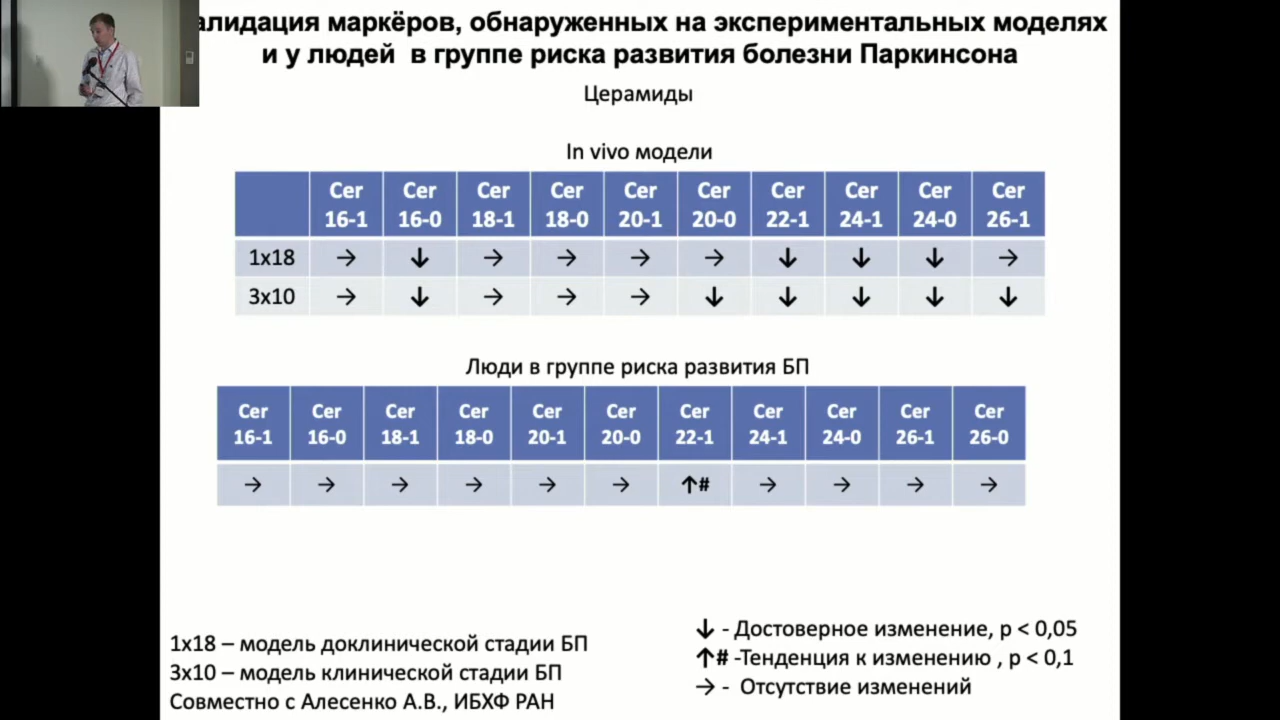 алидация маркёров, обнаруженных на экспериментальных моделях
и у людей в группе риска развития болезни Паркинсона
Церамиды
In vivo модели
Cer 16-1 Cer 16-0 Cer 18-1 Cer 18-0 Cer 20-1 Cer 20-0 Cer 22-1 Cer 24-1 Cer 24-0 Cer 26-1
1x18 → ↓ → → → → ↓ ↓ ↓ →
3x10 → ↓ → → → ↓ ↓ ↓ ↓ ↓
Люди в группе риска развития БП
Cer 16-1 Cer 16-0 Cer 18-1 Cer 18-0 Cer 20-1 Cer 20-0 Cer 22-1 Cer 24-1 Cer 24-0 Cer 26-1 Cer 26-0
→ → → → → → ↑# → → → →
1x18 – модель доклинической стадии БП
3x10 – модель клинической стадии БП
Совместно с Алесенко А.В., ИБХФ РАН
↓ - Достоверное изменение, p < 0,05
↑# -Тенденция к изменению , p < 0,1
→ - Отсутствие изменений